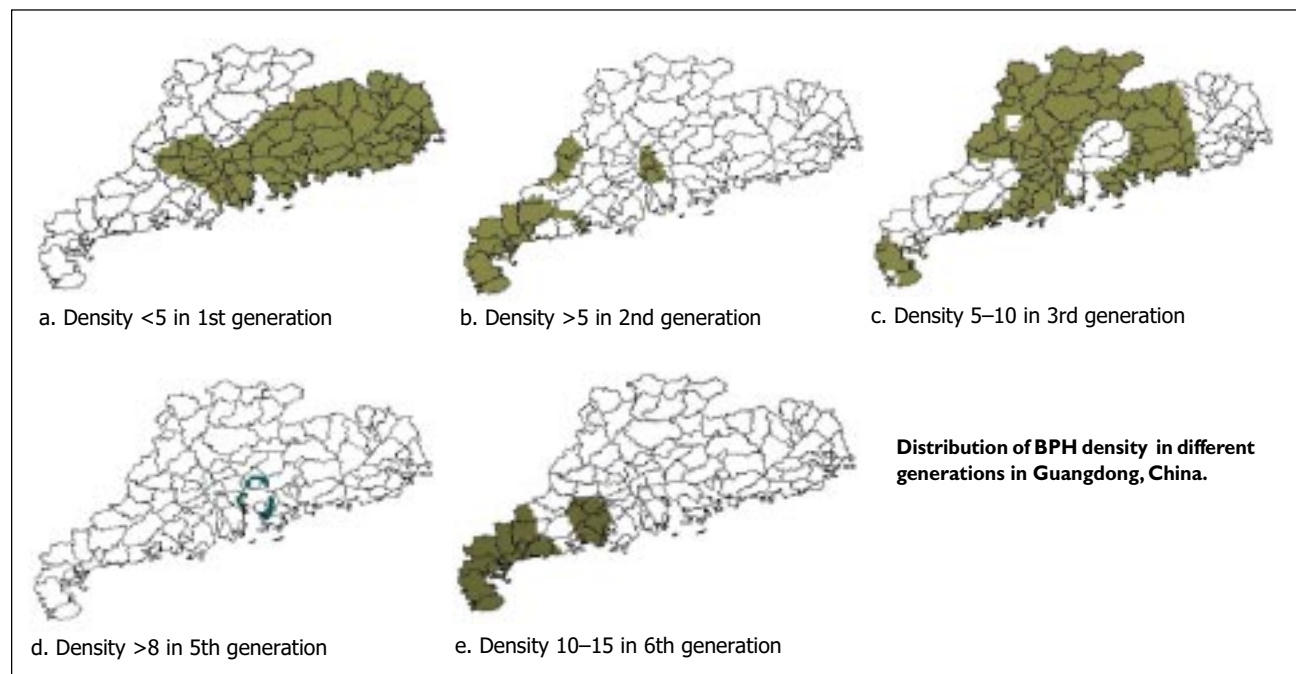 a. Density <5 in 1st generation
b. Density >5 in 2nd generation
c. Density 5–10 in 3rd generation
d. Density >8 in 5th generation
e. Density 10–15 in 6th generation
Distribution of BPH density in different
generations in Guangdong, China.